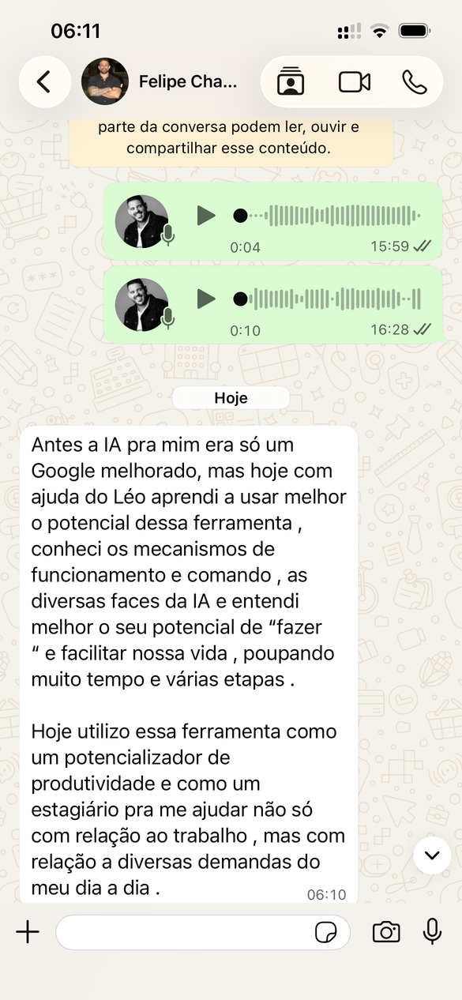 06:11
Felipe Cha...
parte da conversa podem ler, ouvir e
compartilhar esse conteúdo.
0:04 15:59
0:10 16:28
Hoje
Antes a IA pra mim era só um
Google melhorado, mas hoje com
ajuda do Léo aprendi a usar melhor
o potencial dessa ferramenta ,
conheci os mecanismos de
funcionamento e comando , as
diversas faces da IA e entendi
melhor o seu potencial de “fazer
“ e facilitar nossa vida , poupando
muito tempo e várias etapas .
Hoje utilizo essa ferramenta como
um potencializador de
produtividade e como um
estagiário pra me ajudar não só
com relação ao trabalho , mas com
relação a diversas demandas do
meu dia a dia .
06:10